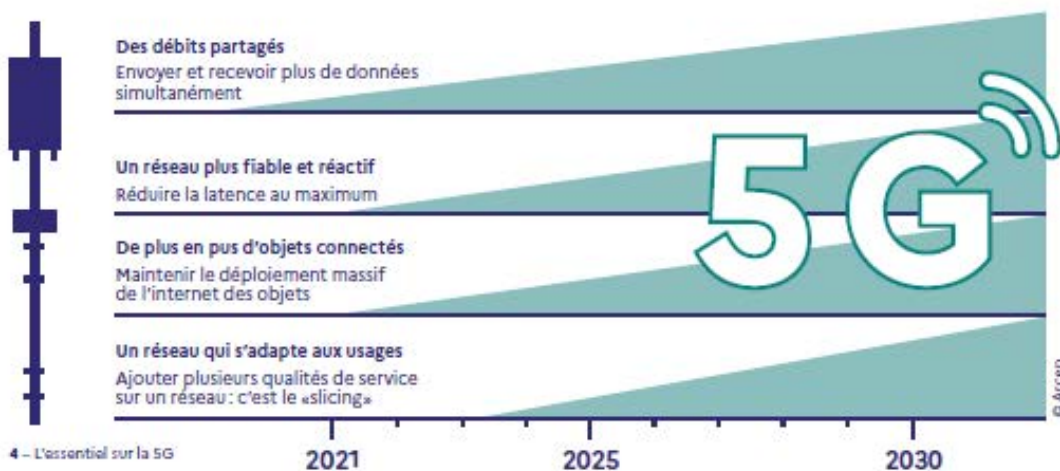 Des débits partagés
Envoyer et recevoir plus de données
simultanément
Un réseau plus fiable et réactif
Réduire la latence au maximum
De plus en pus d'objets connectés
Maintenir le déploiement massif
de l'internet des objets
Un réseau qui s'adapte aux usages
Ajouter plusieurs qualités de service
sur un réseau : c'est le «slicing»
5G
© Arcep
4 – L'essentiel sur la 5G
2021
2025
2030